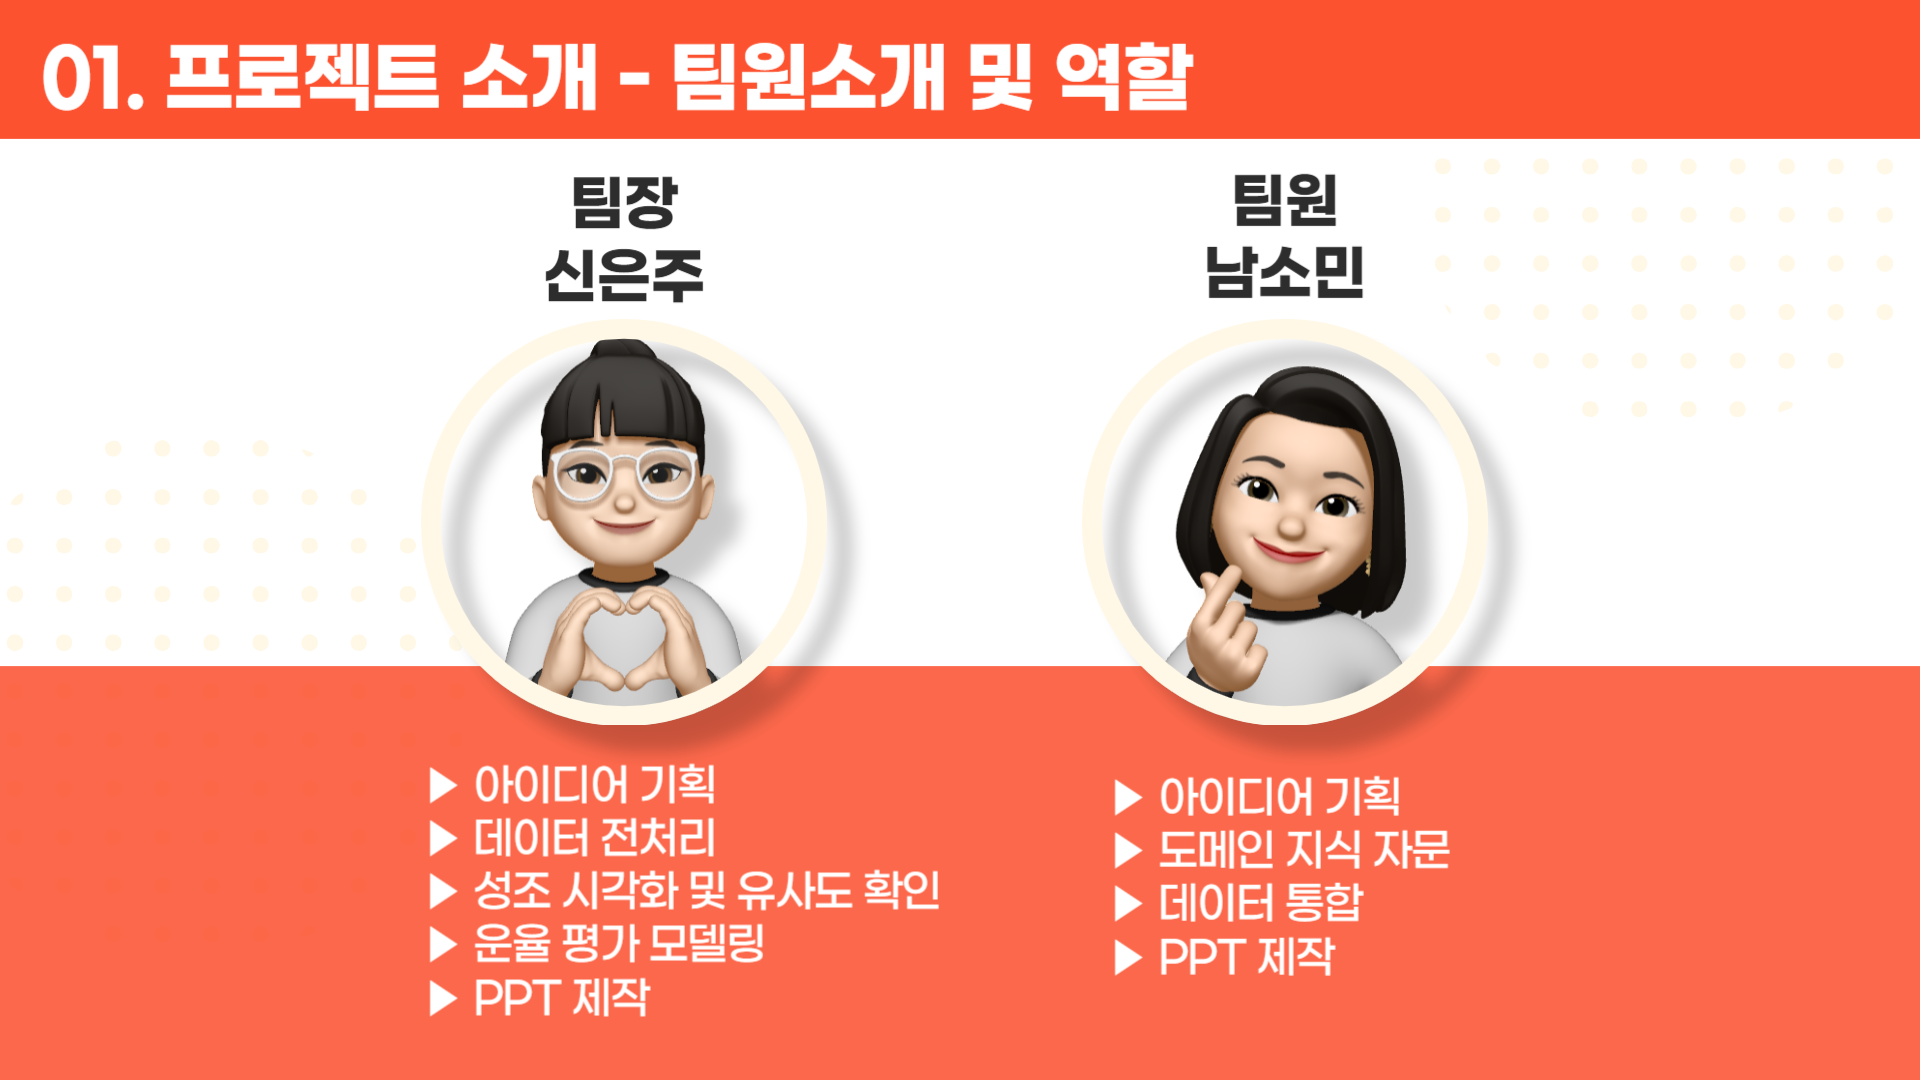 01. 프로젝트 소개 - 팀원소개 및 역할
팀장
신은주
▶ 아이디어 기획
▶ 데이터 전처리
▶ 성조 시각화 및 유사도 확인
▶ 운율 평가 모델링
▶ PPT 제작
팀원
남소민
▶ 아이디어 기획
▶ 도메인 지식 자문
▶ 데이터 통합
▶ PPT 제작